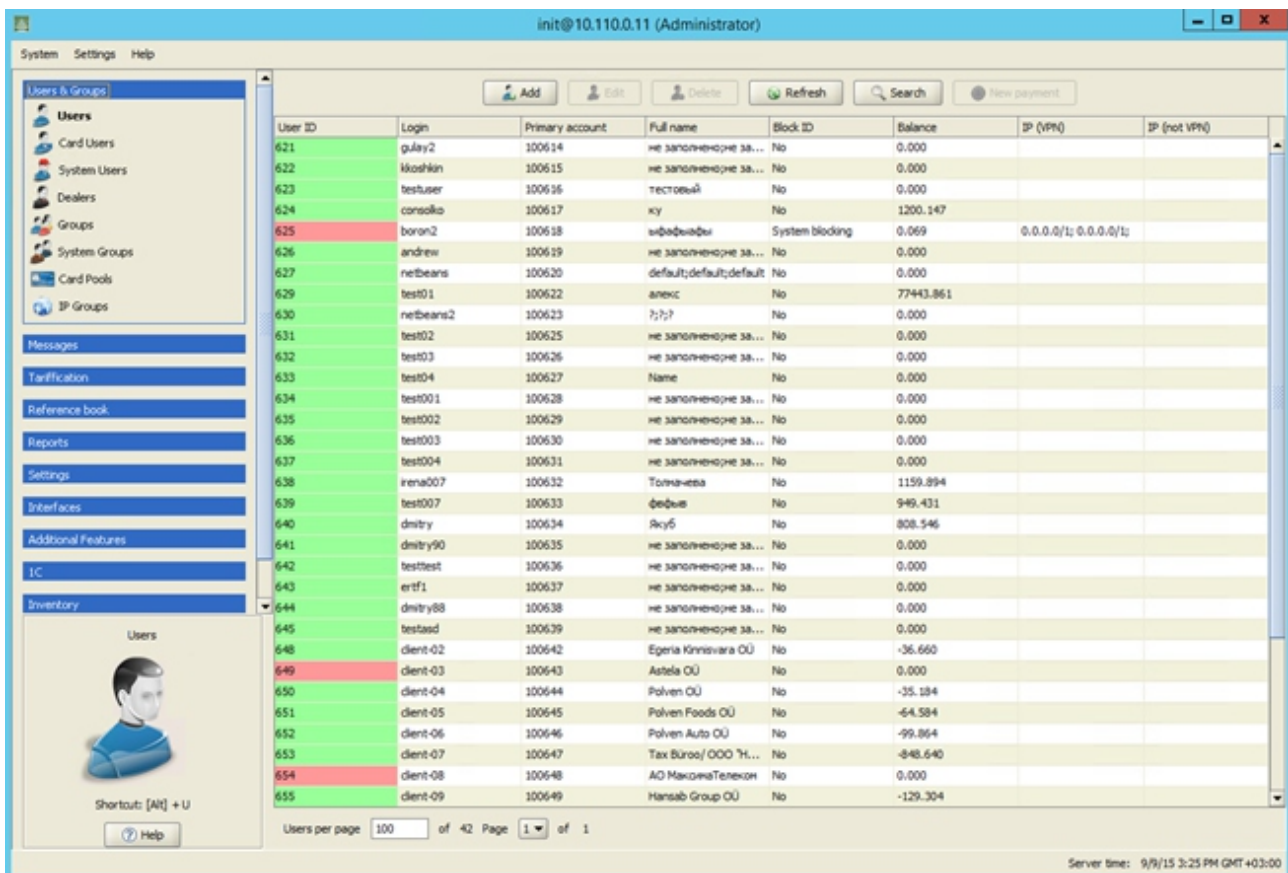 init@10.110.0.11 (Administrator)
System Settings Help
Users & Groups
Users
Card Users
System Users
Dealers
Groups
System Groups
Card Pools
IP Groups
Messages
Tariffication
Reference book
Reports
Settings
Interfaces
Additional Features
1C
Inventory
Users
Shortcut: [Alt] + U
Help
Add Edit Delete Refresh Search New payment
User ID Login Primary account Full name Block ID Balance IP (VPN) IP (not VPN)
621 gulay2 100614 не заполнено;не за... No 0.000
622 kkoshkin 100615 не заполнено;не за... No 0.000
623 testuser 100616 тестовый No 0.000
624 consolko 100617 ку No 1200.147
625 boron2 100618 System blocking 0.069 0.0.0.0/1; 0.0.0.0/1;
626 andrew 100619 не заполнено;не за... No 0.000
627 netbeans 100620 default;default;default No 0.000
629 test01 100622 алекс No 77443.861
630 netbeans2 100623 ?;?;? No 0.000
631 test02 100625 не заполнено;не за... No 0.000
632 test03 100626 не заполнено;не за... No 0.000
633 test04 100627 Name No 0.000
634 test001 100628 не заполнено;не за... No 0.000
635 test002 100629 не заполнено;не за... No 0.000
636 test003 100630 не заполнено;не за... No 0.000
637 test004 100631 не заполнено;не за... No 0.000
638 irena007 100632 Толмачева No 1159.894
639 test007 100633 No 949.431
640 dmitry 100634 Якуб No 808.546
641 dmitry90 100635 не заполнено;не за... No 0.000
642 testtest 100636 не заполнено;не за... No 0.000
643 ertf1 100637 не заполнено;не за... No 0.000
644 dmitry88 100638 не заполнено;не за... No 0.000
645 testasd 100639 не заполнено;не за... No 0.000
648 client-02 100642 Egeria Kinnisvara OÜ No -36.660
649 client-03 100643 Astela OÜ No 0.000
650 client-04 100644 Polven OÜ No -35.184
651 client-05 100645 Polven Foods OÜ No -64.584
652 client-06 100646 Polven Auto OÜ No -99.864
653 client-07 100647 Tax Büroo/ ООО "Н... No -848.640
654 client-08 100648 АО МаксимаТелеком No 0.000
655 client-09 100649 Hansab Group OÜ No -129.304
Users per page 100 of 42 Page 1 of 1
Server time: 9/9/15 3:25 PM GMT+03:00